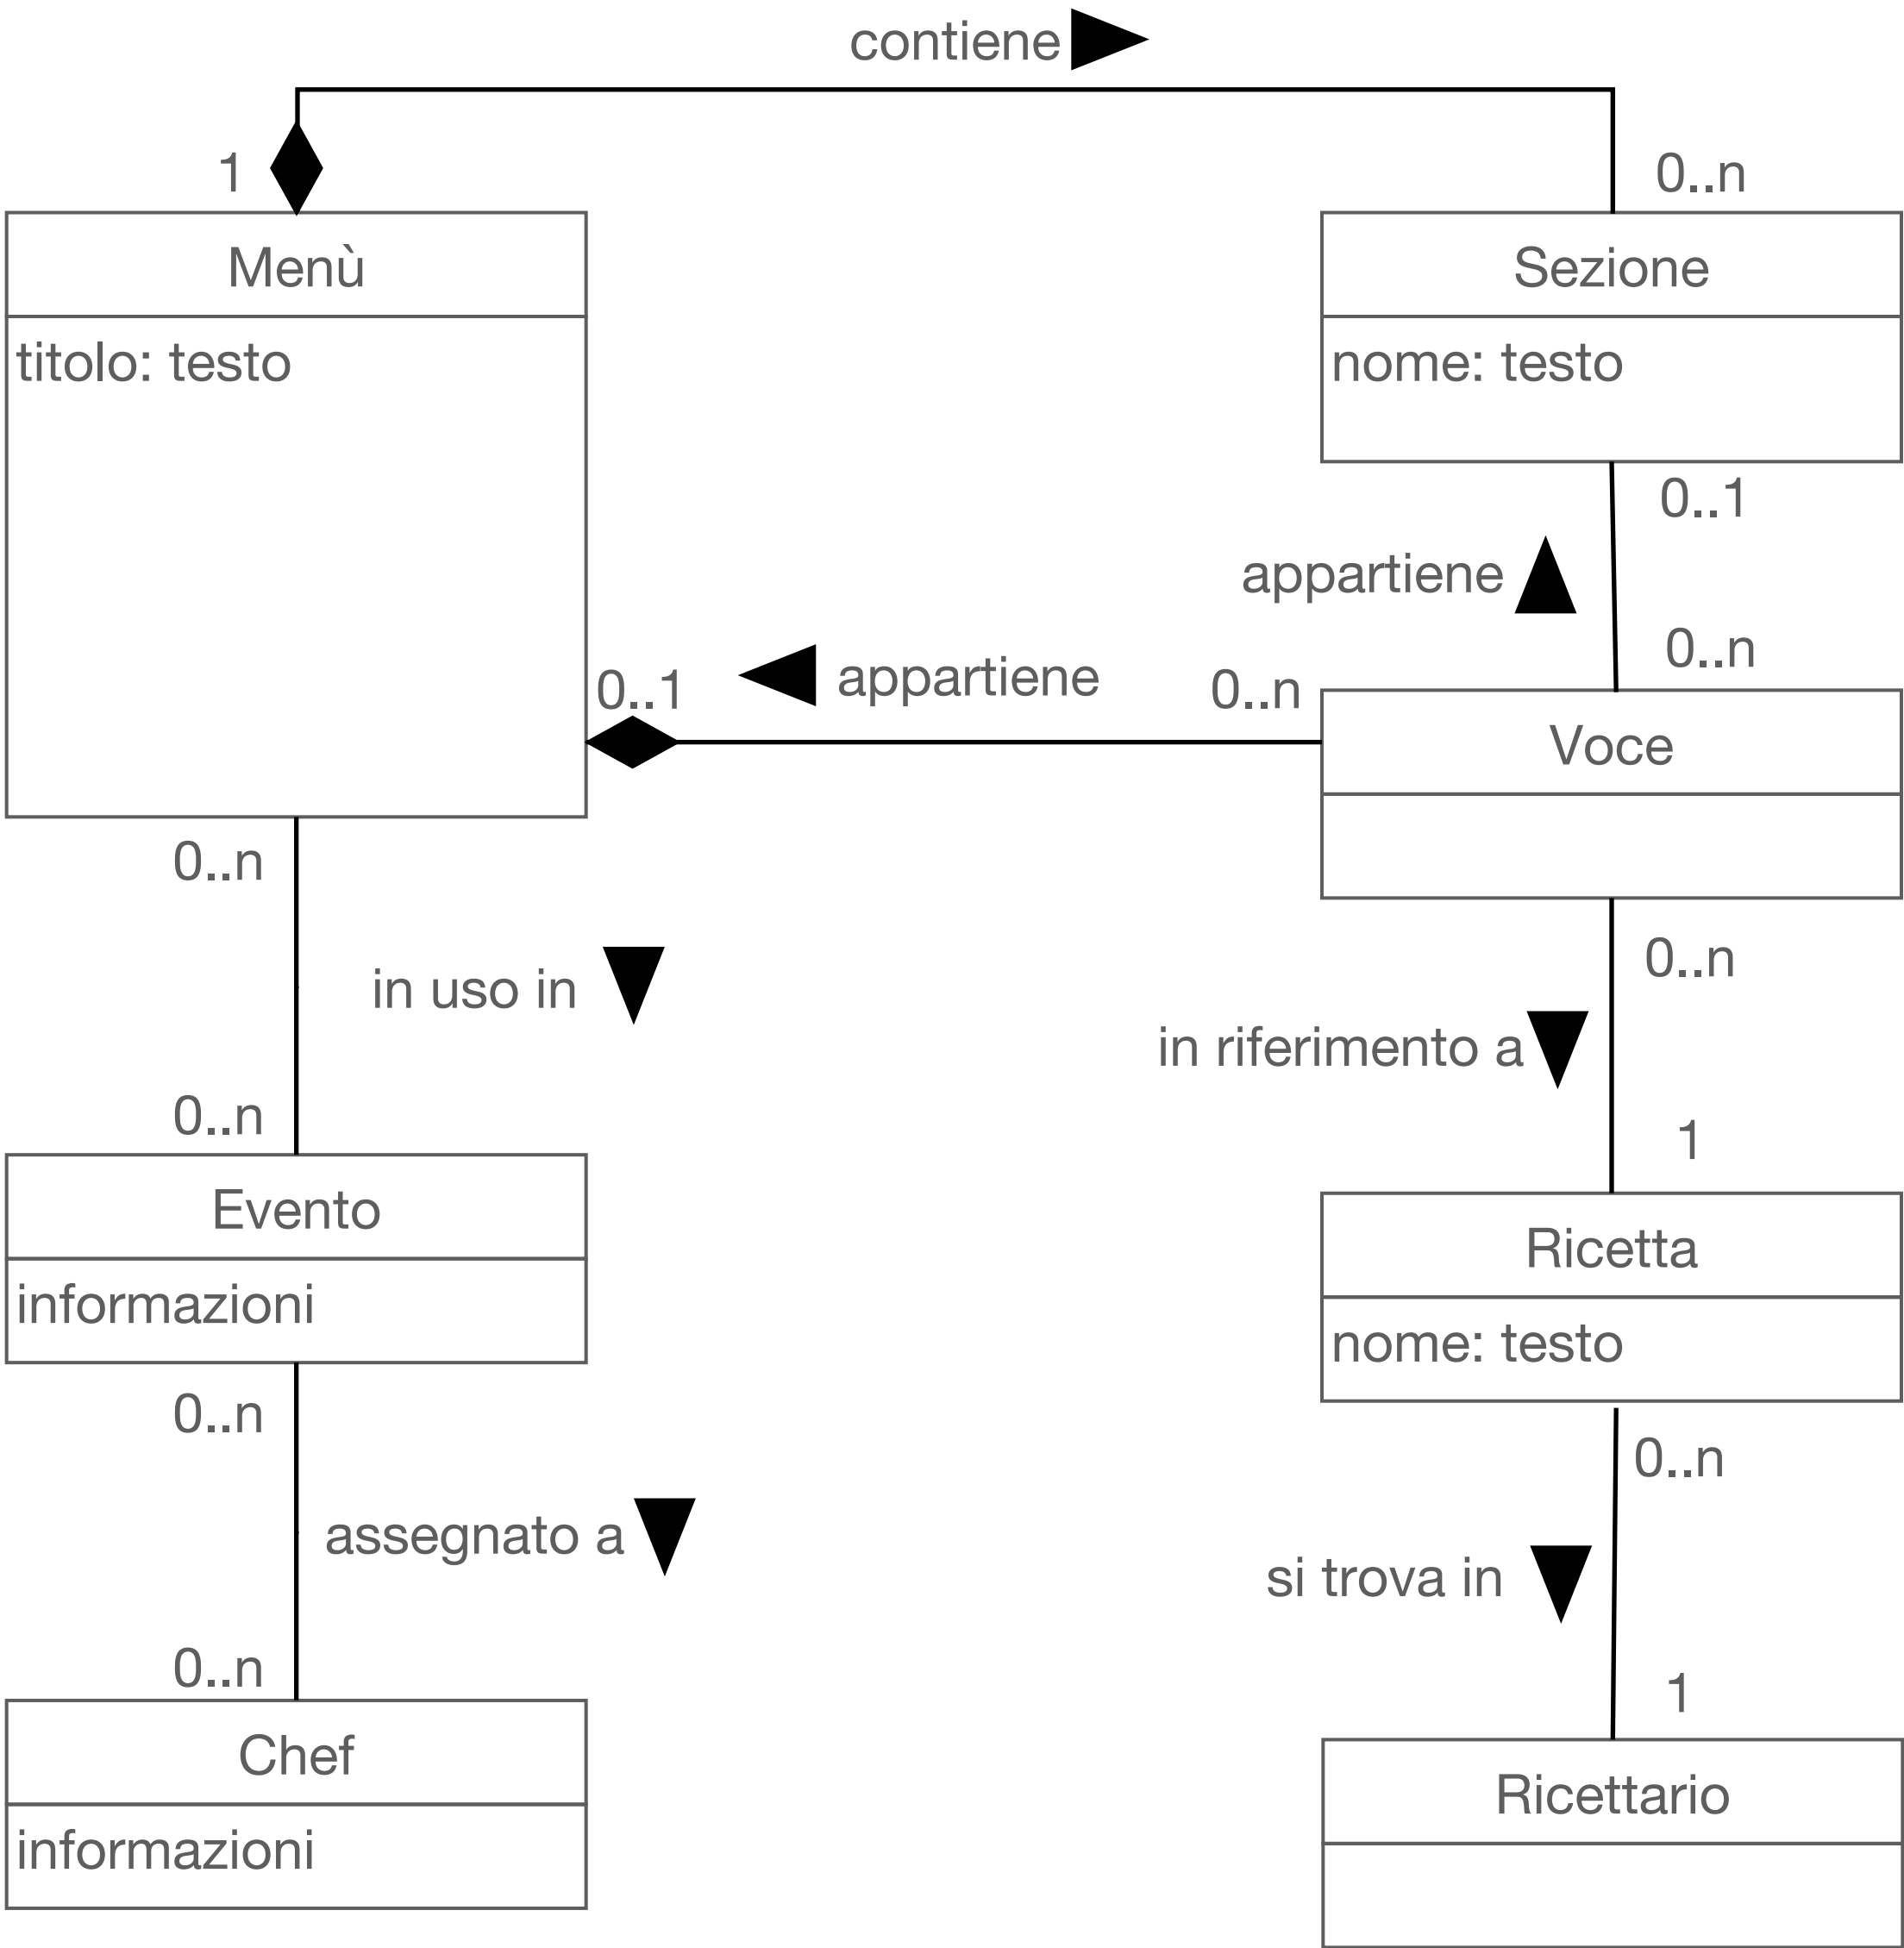 contiene
1
0..n
Menù
Sezione
titolo: testo
nome: testo
0..1
appartiene
0..n
0..1
appartiene
0..n
Voce
0..n
0..n
in uso in
in riferimento a
0..n
1
Evento
Ricetta
informazioni
nome: testo
0..n
0..n
assegnato a
si trova in
0..n
1
Chef
Ricettario
informazioni